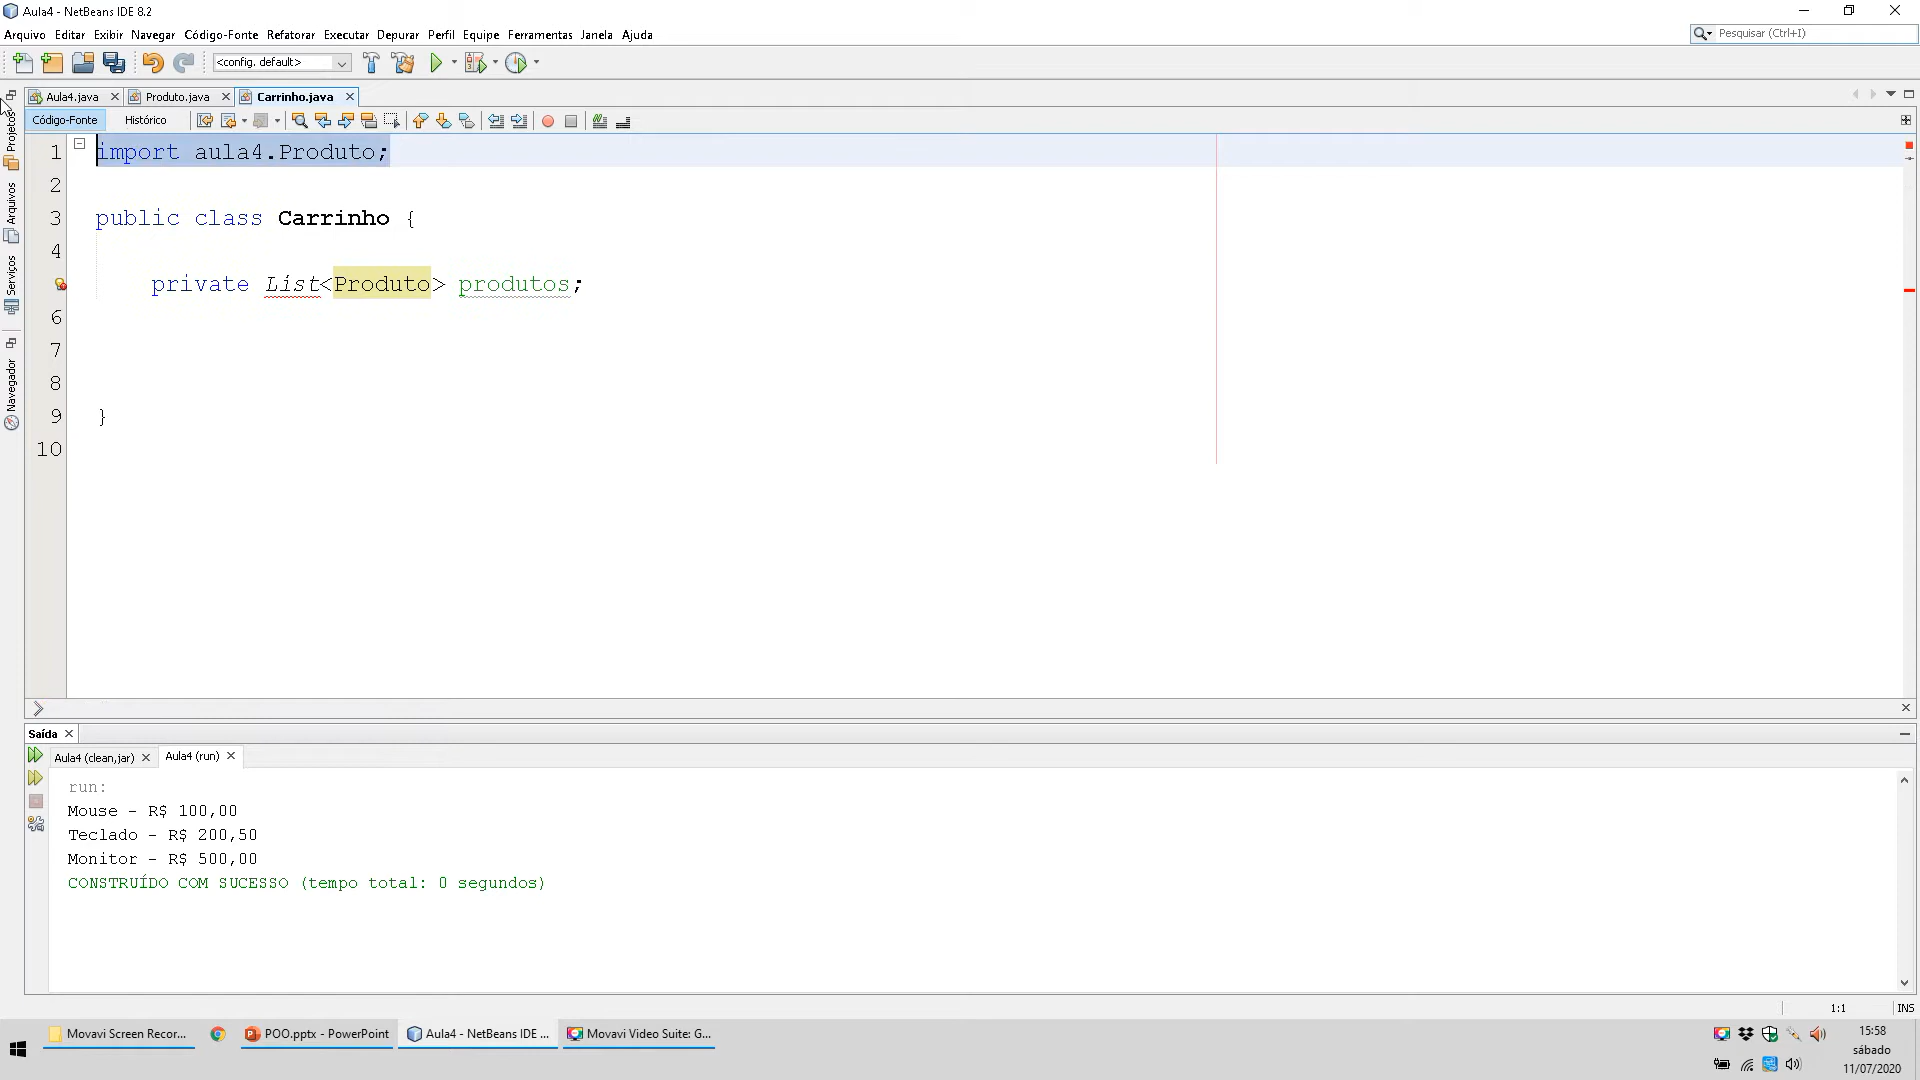 Aula4 - NetBeans IDE 8.2
Arquivo Editar Exibir Navegar Código-Fonte Refatorar Executar Depurar Perfil Equipe Ferramentas Janela Ajuda
Pesquisar (Ctrl+I)
<config. default>
Aula4.java Produto.java Carrinho.java
Código-Fonte Histórico
Projetos
Arquivos
Serviços
Navegador
1 import aula4.Produto;
2
3 public class Carrinho {
4
private List<Produto> produtos;
6
7
8
9 }
10
Saída
Aula4 (clean,jar) Aula4 (run)
run:
Mouse - R$ 100,00
Teclado - R$ 200,50
Monitor - R$ 500,00
CONSTRUÍDO COM SUCESSO (tempo total: 0 segundos)
1:1 INS
Movavi Screen Recor... POO.pptx - PowerPoint Aula4 - NetBeans IDE ... Movavi Video Suite: G...
15:58
sábado
11/07/2020